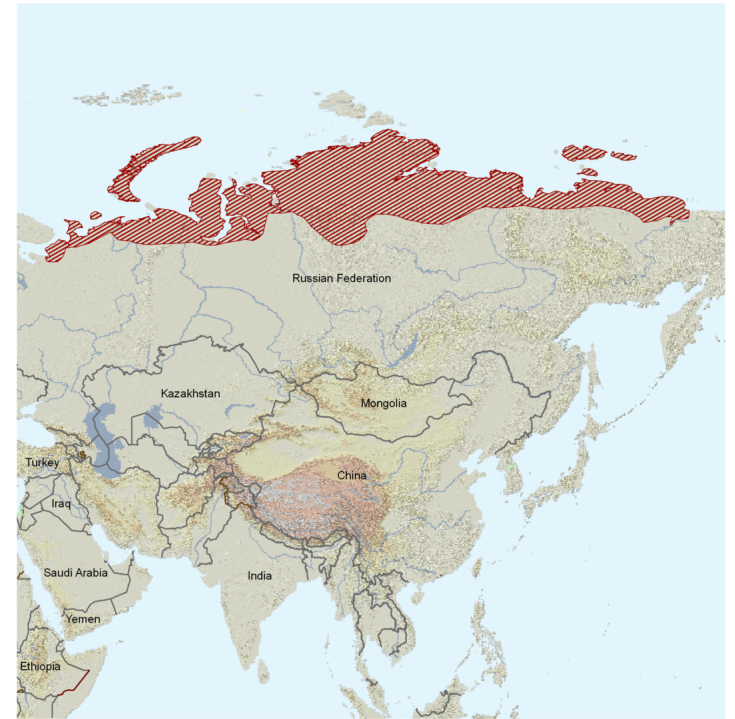 Russian Federation
Kazakhstan
Mongolia
Turkey
China
Iraq
Saudi Arabia
India
Yemen
Ethiopia